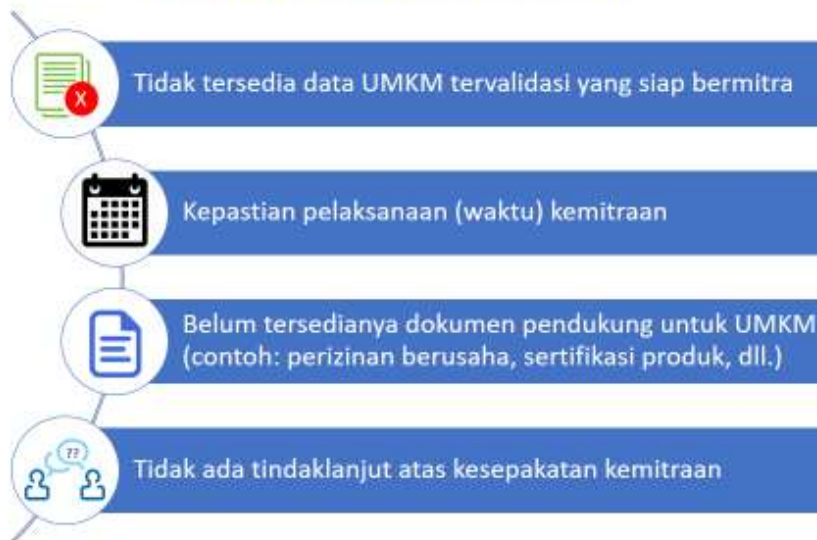 Tidak tersedia data UMKM tervalidasi yang siap bermitra
Kepastian pelaksanaan (waktu) kemitraan
Belum tersedianya dokumen pendukung untuk UMKM
(contoh: perizinan berusaha, sertifikasi produk, dll.)
Tidak ada tindaklanjut atas kesepakatan kemitraan
X
??